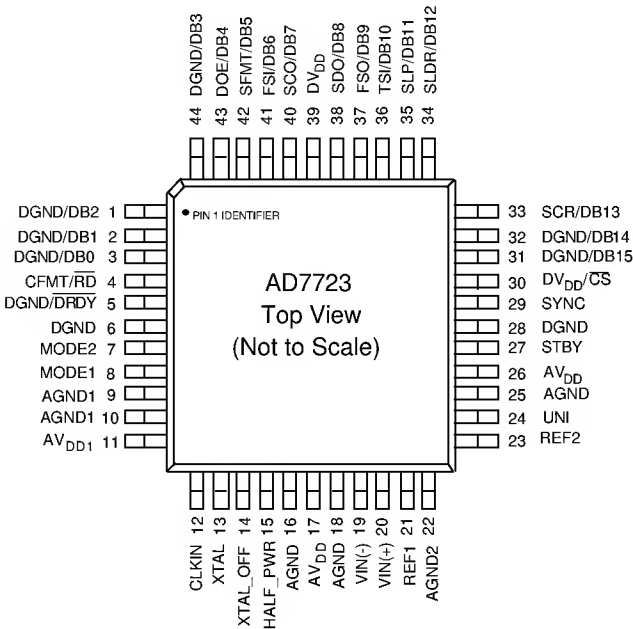 DGND/DB3
DOE/DB4
SFMT/DB5
FSI/DB6
SCO/DB7
DVDD
SDO/DB8
FSO/DB9
TSI/DB10
SLP/DB11
SLDR/DB12
44 43 42 41 40 39 38 37 36 35 34
DGND/DB2 1
DGND/DB1 2
DGND/DB0 3
CFMT/R̅D̅ 4
DGND/D̅R̅D̅Y̅ 5
DGND 6
MODE2 7
MODE1 8
AGND1 9
AGND1 10
AVDD1 11
PIN 1 IDENTIFIER
AD7723
Top View
(Not to Scale)
33 SCR/DB13
32 DGND/DB14
31 DGND/DB15
30 DVDD/C̅S̅
29 SYNC
28 DGND
27 STBY
26 AVDD
25 AGND
24 UNI
23 REF2
12 13 14 15 16 17 18 19 20 21 22
CLKIN
XTAL
XTAL_OFF
HALF_PWR
AGND
AVDD
AGND
VIN(-)
VIN(+)
REF1
AGND2